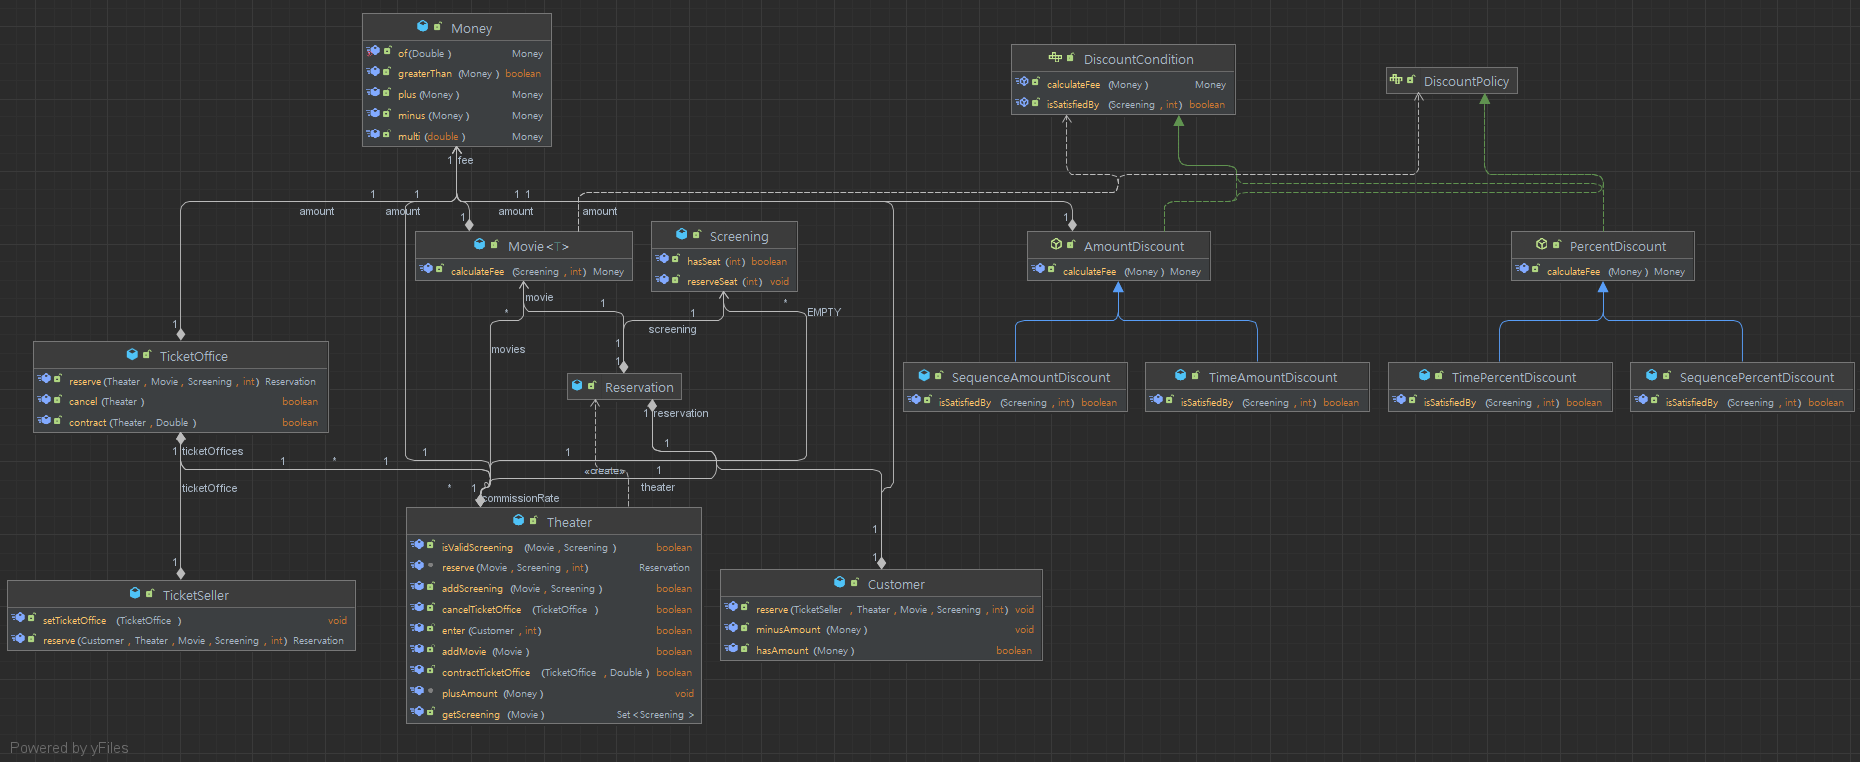 Money
of(Double ) Money
greaterThan (Money ) boolean
plus (Money ) Money
minus (Money ) Money
multi (double ) Money
DiscountCondition
calculateFee (Money ) Money
isSatisfiedBy (Screening , int) boolean
DiscountPolicy
1 fee
1 1 1 1
amount amount amount amount
1 1
Movie<T>
calculateFee (Screening , int) Money
Screening
hasSeat (int) boolean
reserveSeat (int) void
AmountDiscount
calculateFee (Money ) Money
PercentDiscount
calculateFee (Money ) Money
movie
* 1 1 *
EMPTY
screening
1
movies
1
1
TicketOffice
reserve(Theater , Movie , Screening , int) Reservation
cancel (Theater ) boolean
contract (Theater , Double ) boolean
Reservation
SequenceAmountDiscount
isSatisfiedBy (Screening , int) boolean
TimeAmountDiscount
isSatisfiedBy (Screening , int) boolean
TimePercentDiscount
isSatisfiedBy (Screening , int) boolean
SequencePercentDiscount
isSatisfiedBy (Screening , int) boolean
1 reservation
1
1 ticketOffices
1 1
1 * 1
«create»
1
theater
ticketOffice
* 1
commissionRate
Theater
isValidScreening (Movie , Screening ) boolean
reserve (Movie , Screening , int) Reservation
addScreening (Movie , Screening ) boolean
cancelTicketOffice (TicketOffice ) boolean
enter (Customer , int) boolean
addMovie (Movie ) boolean
contractTicketOffice (TicketOffice , Double ) boolean
plusAmount (Money ) void
getScreening (Movie ) Set <Screening >
1
1
1
TicketSeller
setTicketOffice (TicketOffice ) void
reserve(Customer , Theater , Movie , Screening , int) Reservation
Customer
reserve (TicketSeller , Theater , Movie , Screening , int) void
minusAmount (Money ) void
hasAmount (Money ) boolean
Powered by yFiles